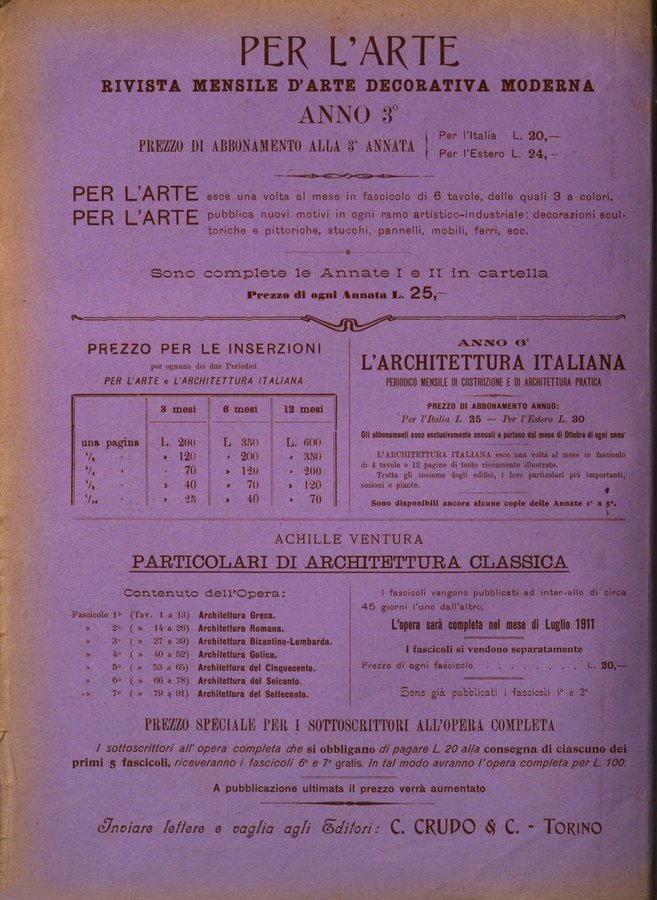 PER L'ARTE
RIVISTA MENSILE D'ARTE DECORATIVA MODERNA
ANNO 3°
PREZZO DI ABBONAMENTO ALLA 3ª ANNATA
Per l'Italia L. 20,—
Per l'Estero L. 24,—
PER L'ARTE esce una volta al mese in fascicolo di 6 tavole, delle quali 3 a colori.
PER L'ARTE pubblica nuovi motivi in ogni ramo artistico-industriale: decorazioni scul-
toriche e pittoriche, stucchi, pannelli, mobili, ferri, ecc.
Sono complete le Annate I e II in cartella
Prezzo di ogni Annata L. 25,—
PREZZO PER LE INSERZIONI
per ognuno dei due Periodici
PER L'ARTE e L'ARCHITETTURA ITALIANA
3 mesi 6 mesi 12 mesi
una pagina L. 200 L. 350 L. 600
» 120 » 200 » 350
» 70 » 120 » 200
» 40 » 70 » 120
» 25 » 40 » 70
ANNO 6°
L'ARCHITETTURA ITALIANA
PERIODICO MENSILE DI COSTRUZIONE E DI ARCHITETTURA PRATICA
PREZZO DI ABBONAMENTO ANNUO:
Per l'Italia L. 25 — Per l'Estero L. 30
Gli abbonamenti sono esclusivamente annuali e partono dal mese di Ottobre di ogni anno
L'ARCHITETTURA ITALIANA esce una volta al mese in fascicolo
di 4 tavole e 12 pagine di testo riccamente illustrato.
Tratta gli insieme degli edifici, i loro particolari più importanti,
sezioni e piante.
Sono disponibili ancora alcune copie delle Annate 1ª a 5ª.
ACHILLE VENTURA
PARTICOLARI DI ARCHITETTURA CLASSICA
Contenuto dell'Opera:
Fascicolo 1° (Tav. 1 a 13) Architettura Greca.
» 2° ( » 14 a 26) Architettura Romana.
» 3° ( » 27 a 39) Architettura Bizantino-Lombarda.
» 4° ( » 40 a 52) Architettura Gotica.
» 5° ( » 53 a 65) Architettura del Cinquecento.
» 6° ( » 66 a 78) Architettura del Seicento.
» 7° ( » 79 a 91) Architettura del Settecento.
I fascicoli vengono pubblicati ad intervallo di circa
45 giorni l'uno dall'altro.
L'opera sarà completa nel mese di Luglio 1911
I fascicoli si vendono separatamente
Prezzo di ogni fascicolo . . . . . . . . L. 20,—
Sono già pubblicati i fascicoli 1° e 2°
PREZZO SPECIALE PER I SOTTOSCRITTORI ALL'OPERA COMPLETA
I sottoscrittori all'opera completa che si obbligano di pagare L. 20 alla consegna di ciascuno dei
primi 5 fascicoli, riceveranno i fascicoli 6° e 7° gratis. In tal modo avranno l'opera completa per L. 100.
A pubblicazione ultimata il prezzo verrà aumentato
Inviare lettere e vaglia agli Editori: C. CRUDO & C. - TORINO